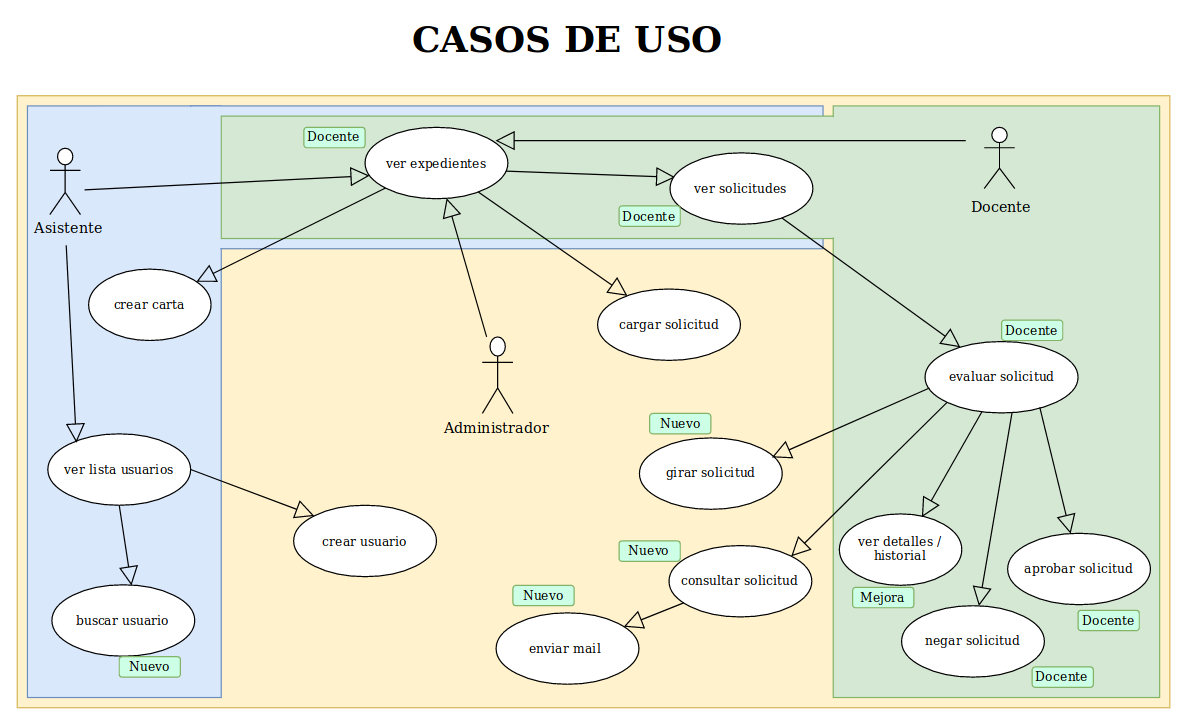 CASOS DE USO
Docente
ver expedientes
ver solicitudes
Docente
Docente
Asistente
crear carta
cargar solicitud
Docente
evaluar solicitud
Administrador
Nuevo
girar solicitud
ver lista usuarios
crear usuario
Nuevo
consultar solicitud
ver detalles /
historial
aprobar solicitud
Nuevo
Mejora
Docente
buscar usuario
enviar mail
negar solicitud
Nuevo
Docente